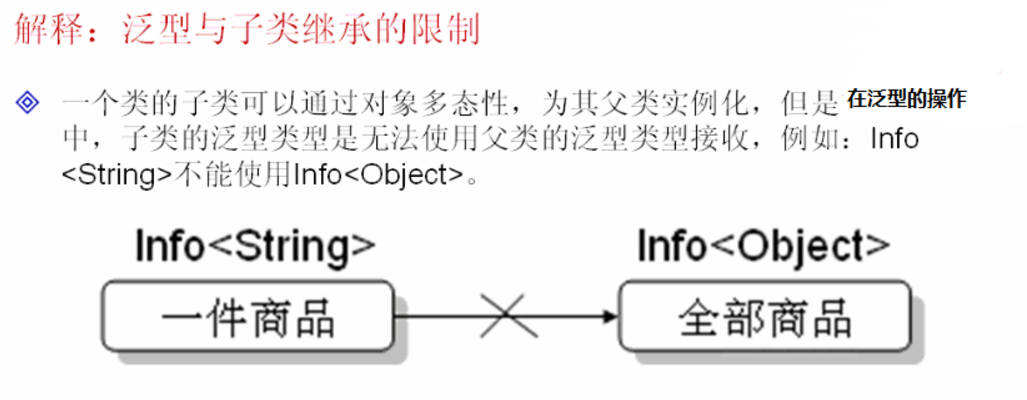 解释：泛型与子类继承的限制
一个类的子类可以通过对象多态性，为其父类实例化，但是 在泛型的操作
中，子类的泛型类型是无法使用父类的泛型类型接收，例如：Info
<String>不能使用Info<Object>。
Info<String>
Info<Object>
一件商品
全部商品